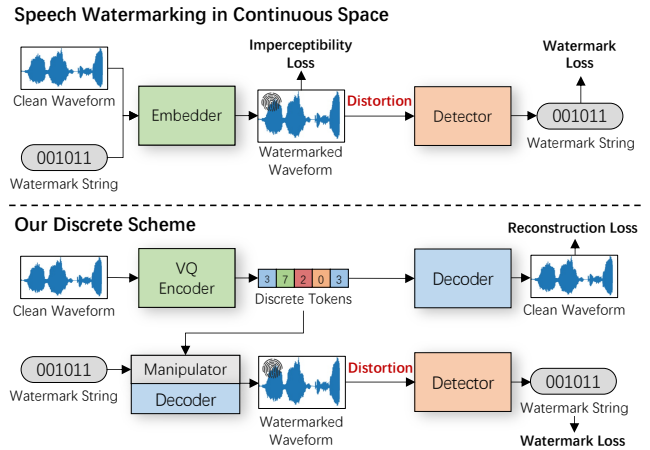 Speech Watermarking in Continuous Space
Imperceptibility
Loss
Watermark
Loss
Clean Waveform
001011
Watermark String
Embedder
Watermarked
Waveform
Distortion
Detector
001011
Watermark String
Our Discrete Scheme
Reconstruction Loss
Clean Waveform
VQ
Encoder
3 7 2 0 3
Discrete Tokens
Decoder
Clean Waveform
001011
Watermark String
Manipulator
Decoder
Watermarked
Waveform
Distortion
Detector
001011
Watermark String
Watermark Loss